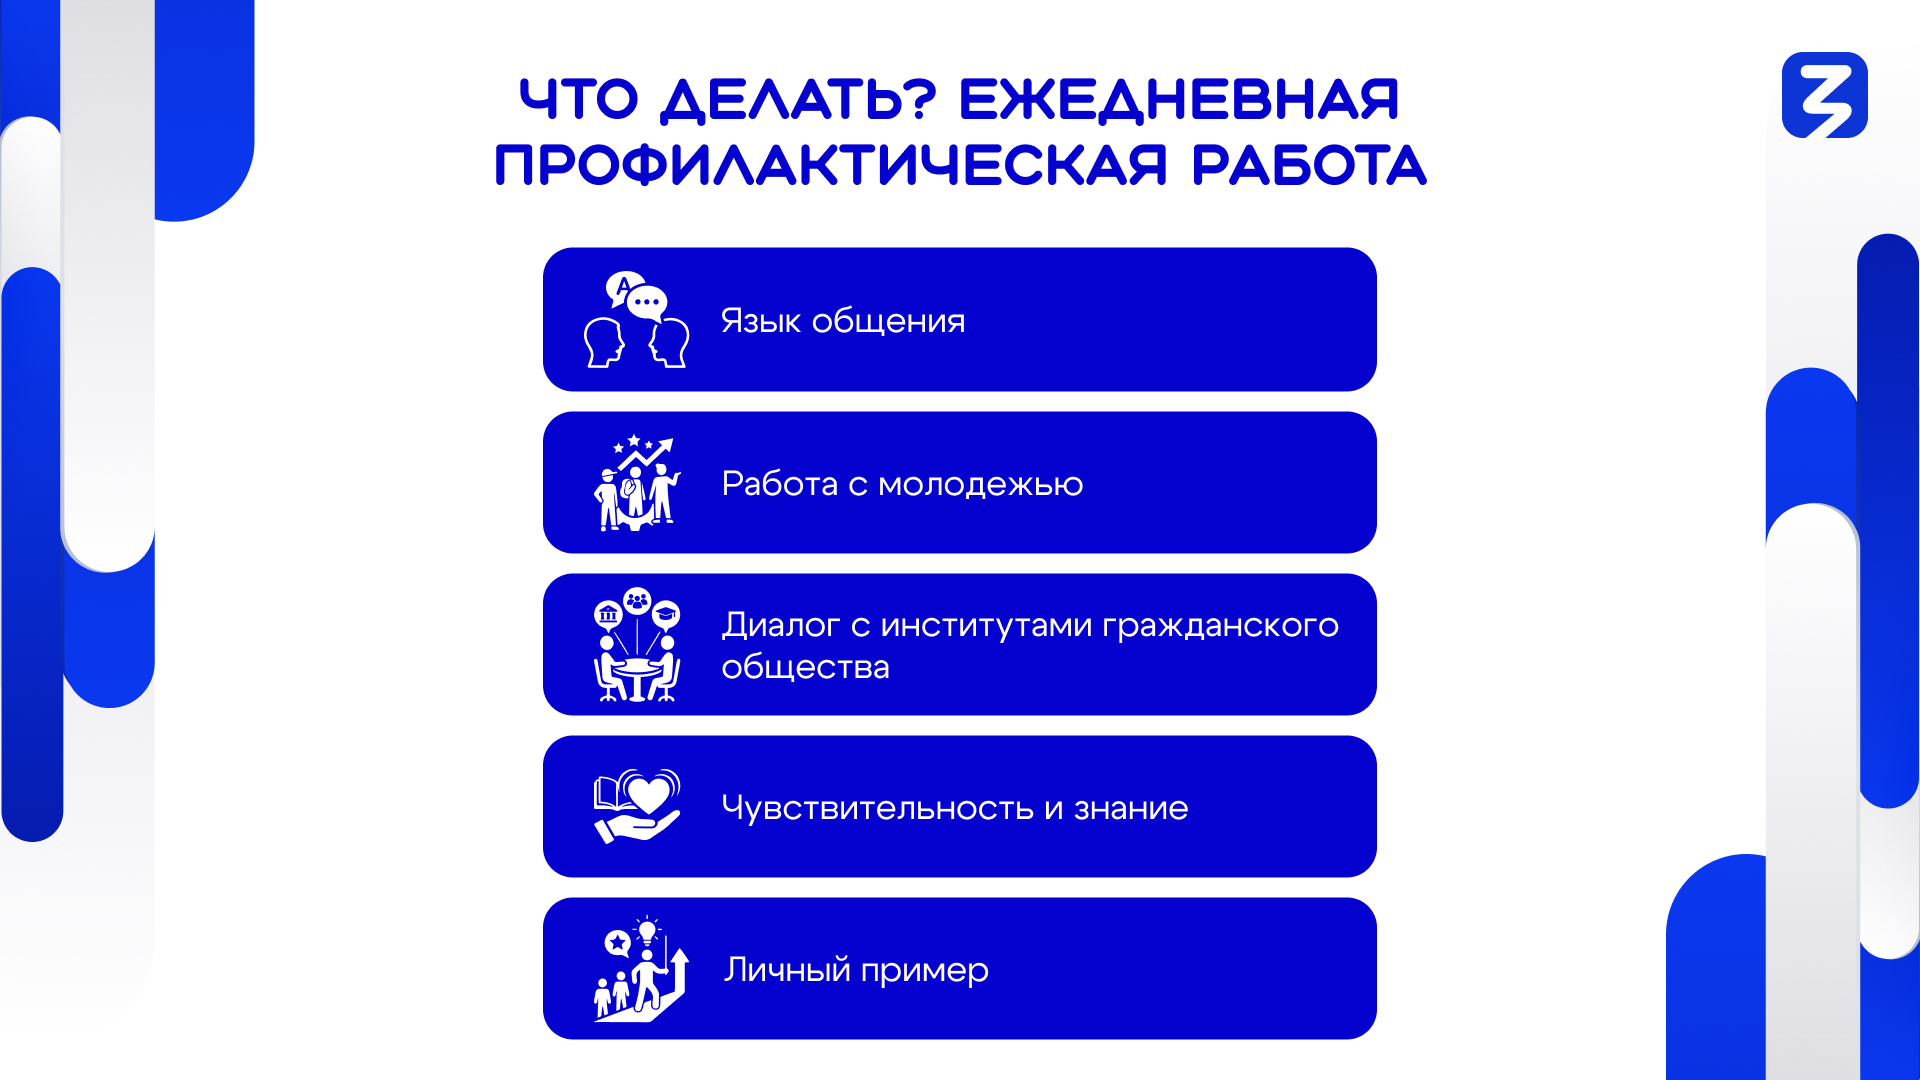 ЧТО ДЕЛАТЬ? ЕЖЕДНЕВНАЯ
ПРОФИЛАКТИЧЕСКАЯ РАБОТА
A
Язык общения
Работа с молодежью
Диалог с институтами гражданского
общества
Чувствительность и знание
Личный пример